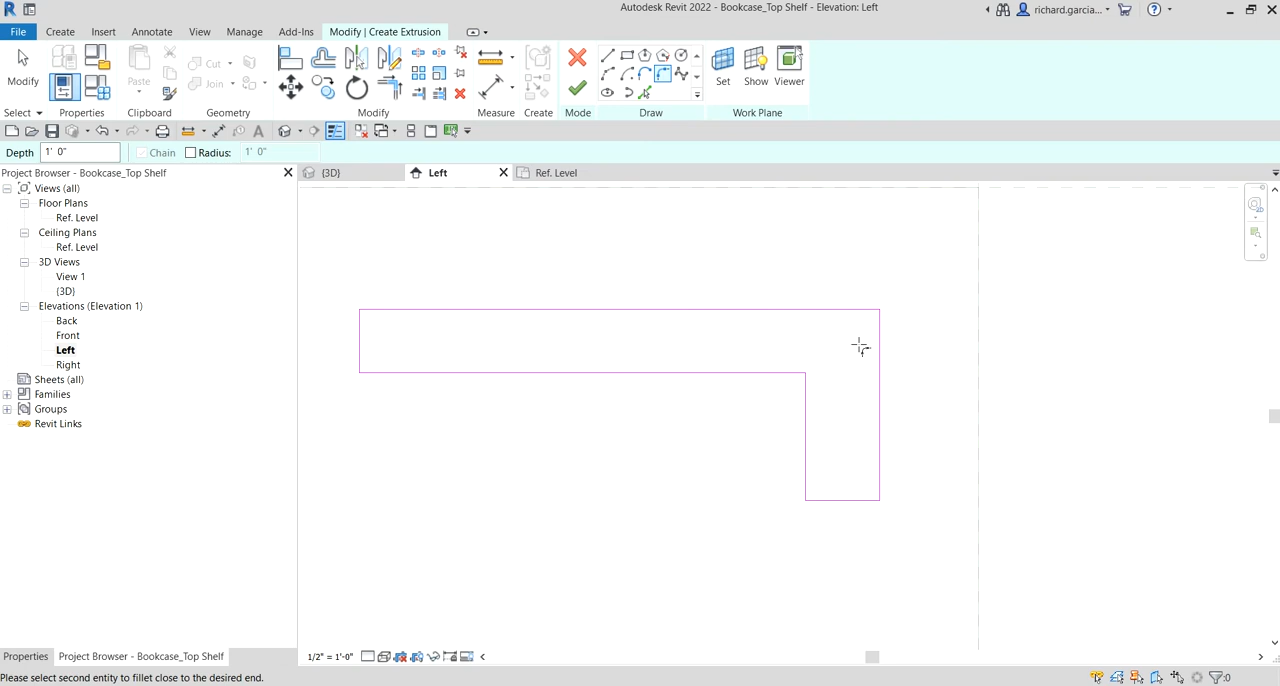 Autodesk Revit 2022 - Bookcase_Top Shelf - Elevation: Left
richard.garcia...
File Create Insert Annotate View Manage Add-Ins Modify | Create Extrusion
Modify Paste Cut Join Set Show Viewer
Select Properties Clipboard Geometry Modify Measure Create Mode Draw Work Plane
Depth 1' 0" Chain Radius: 1' 0"
Project Browser - Bookcase_Top Shelf
{3D} Left Ref. Level
Views (all)
Floor Plans
Ref. Level
Ceiling Plans
Ref. Level
3D Views
View 1
{3D}
Elevations (Elevation 1)
Back
Front
Left
Right
Sheets (all)
Families
Groups
Revit Links
Properties Project Browser - Bookcase_Top Shelf 1/2" = 1'-0"
Please select second entity to fillet close to the desired end. :0